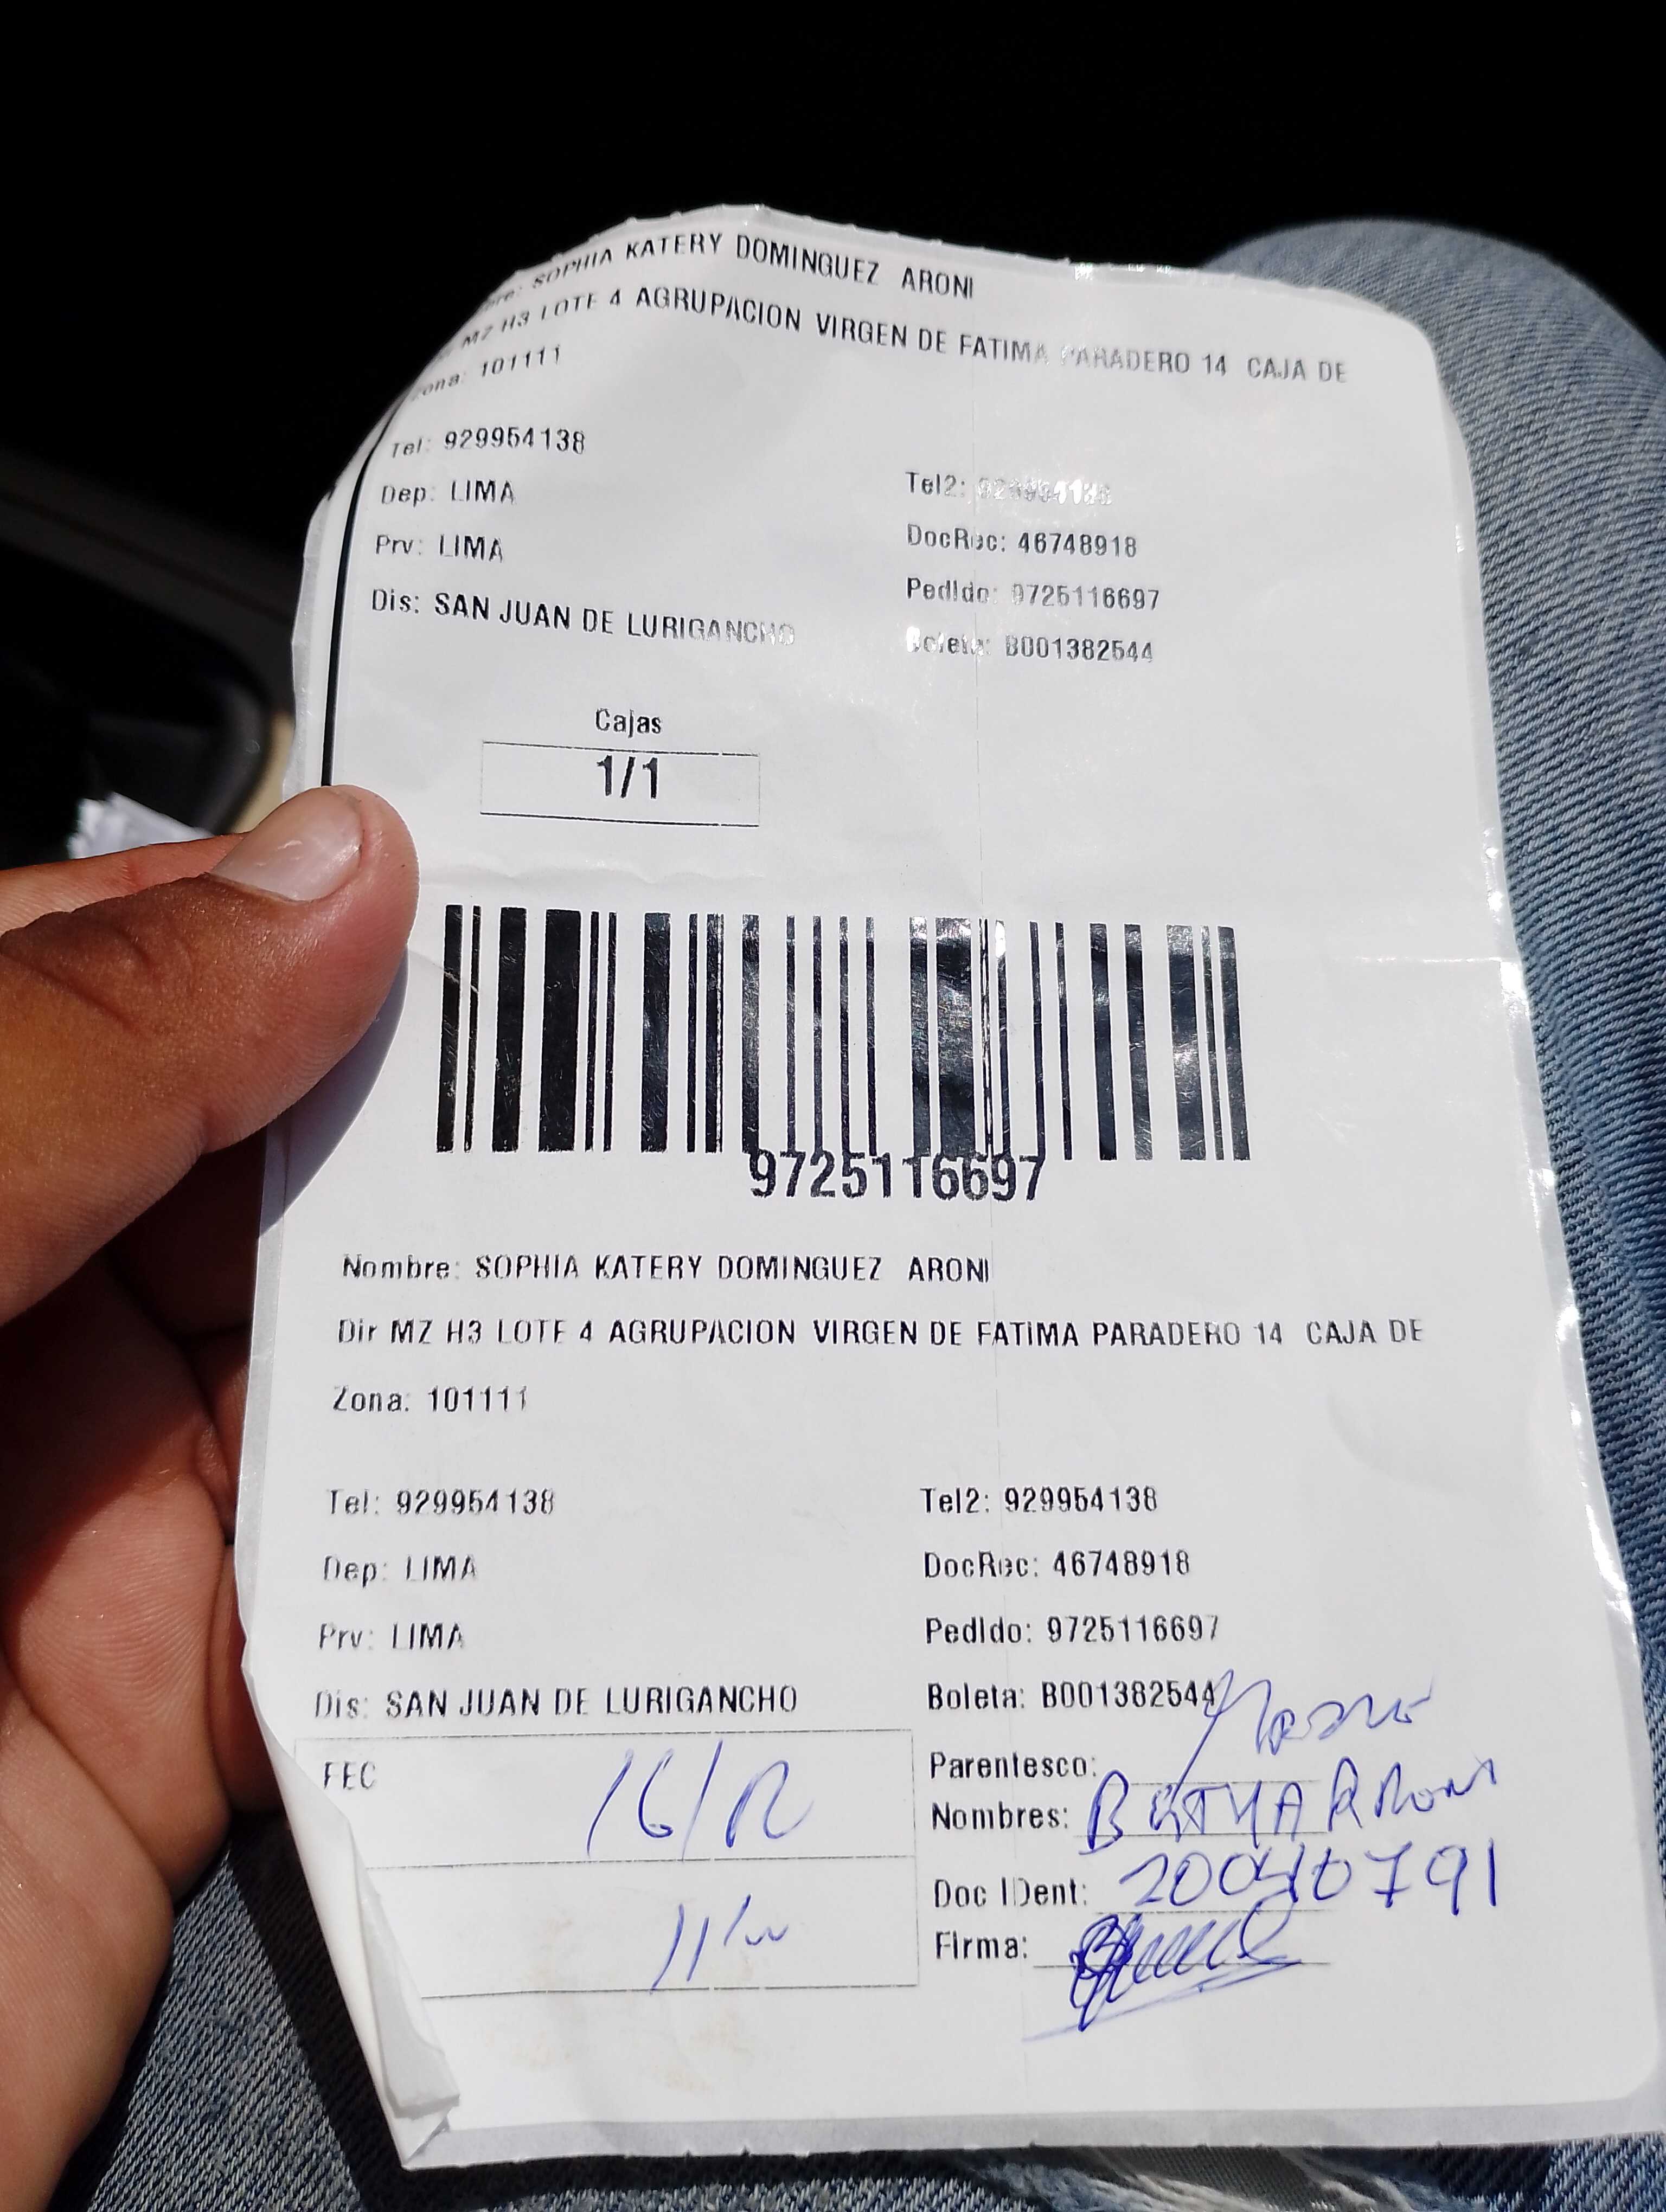 SOPHIA KATERY DOMINGUEZ ARONI
MZ H3 LOTE 4 AGRUPACION VIRGEN DE FATIMA PARADERO 14 CAJA DE
Zona: 101111
Tel: 929954138
Tel2: 929954138
Dep: LIMA
DocRec: 46748918
Prv: LIMA
Pedido: 9725116697
Dis: SAN JUAN DE LURIGANCHO
Boleta: B001382544
Cajas
1/1
9725116697
Nombre: SOPHIA KATERY DOMINGUEZ ARONI
Dir MZ H3 LOTE 4 AGRUPACION VIRGEN DE FATIMA PARADERO 14 CAJA DE
Zona: 101111
Tel: 929954138
Tel2: 929954138
Dep: LIMA
DocRec: 46748918
Prv: LIMA
Pedido: 9725116697
Dis: SAN JUAN DE LURIGANCHO
Boleta: B001382544
FEC 16/12
Parentesco:
Nombres: BETYARRONI
Doc IDent: 20040791
Firma: